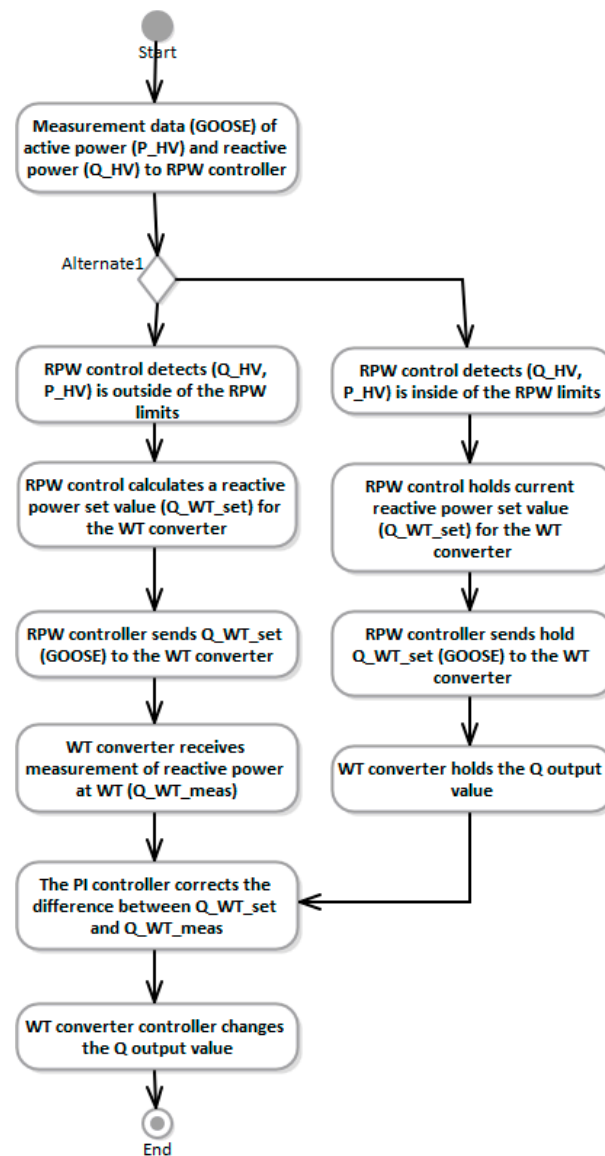 Start
Measurement data (GOOSE) of
active power (P_HV) and reactive
power (Q_HV) to RPW controller
Alternate1
RPW control detects (Q_HV,
P_HV) is outside of the RPW
limits
RPW control calculates a reactive
power set value (Q_WT_set) for
the WT converter
RPW controller sends Q_WT_set
(GOOSE) to the WT converter
WT converter receives
measurement of reactive power
at WT (Q_WT_meas)
The PI controller corrects the
difference between Q_WT_set
and Q_WT_meas
WT converter controller changes
the Q output value
End
RPW control detects (Q_HV,
P_HV) is inside of the RPW limits
RPW control holds current
reactive power set value
(Q_WT_set) for the WT
converter
RPW controller sends hold
Q_WT_set (GOOSE) to the WT
converter
WT converter holds the Q output
value